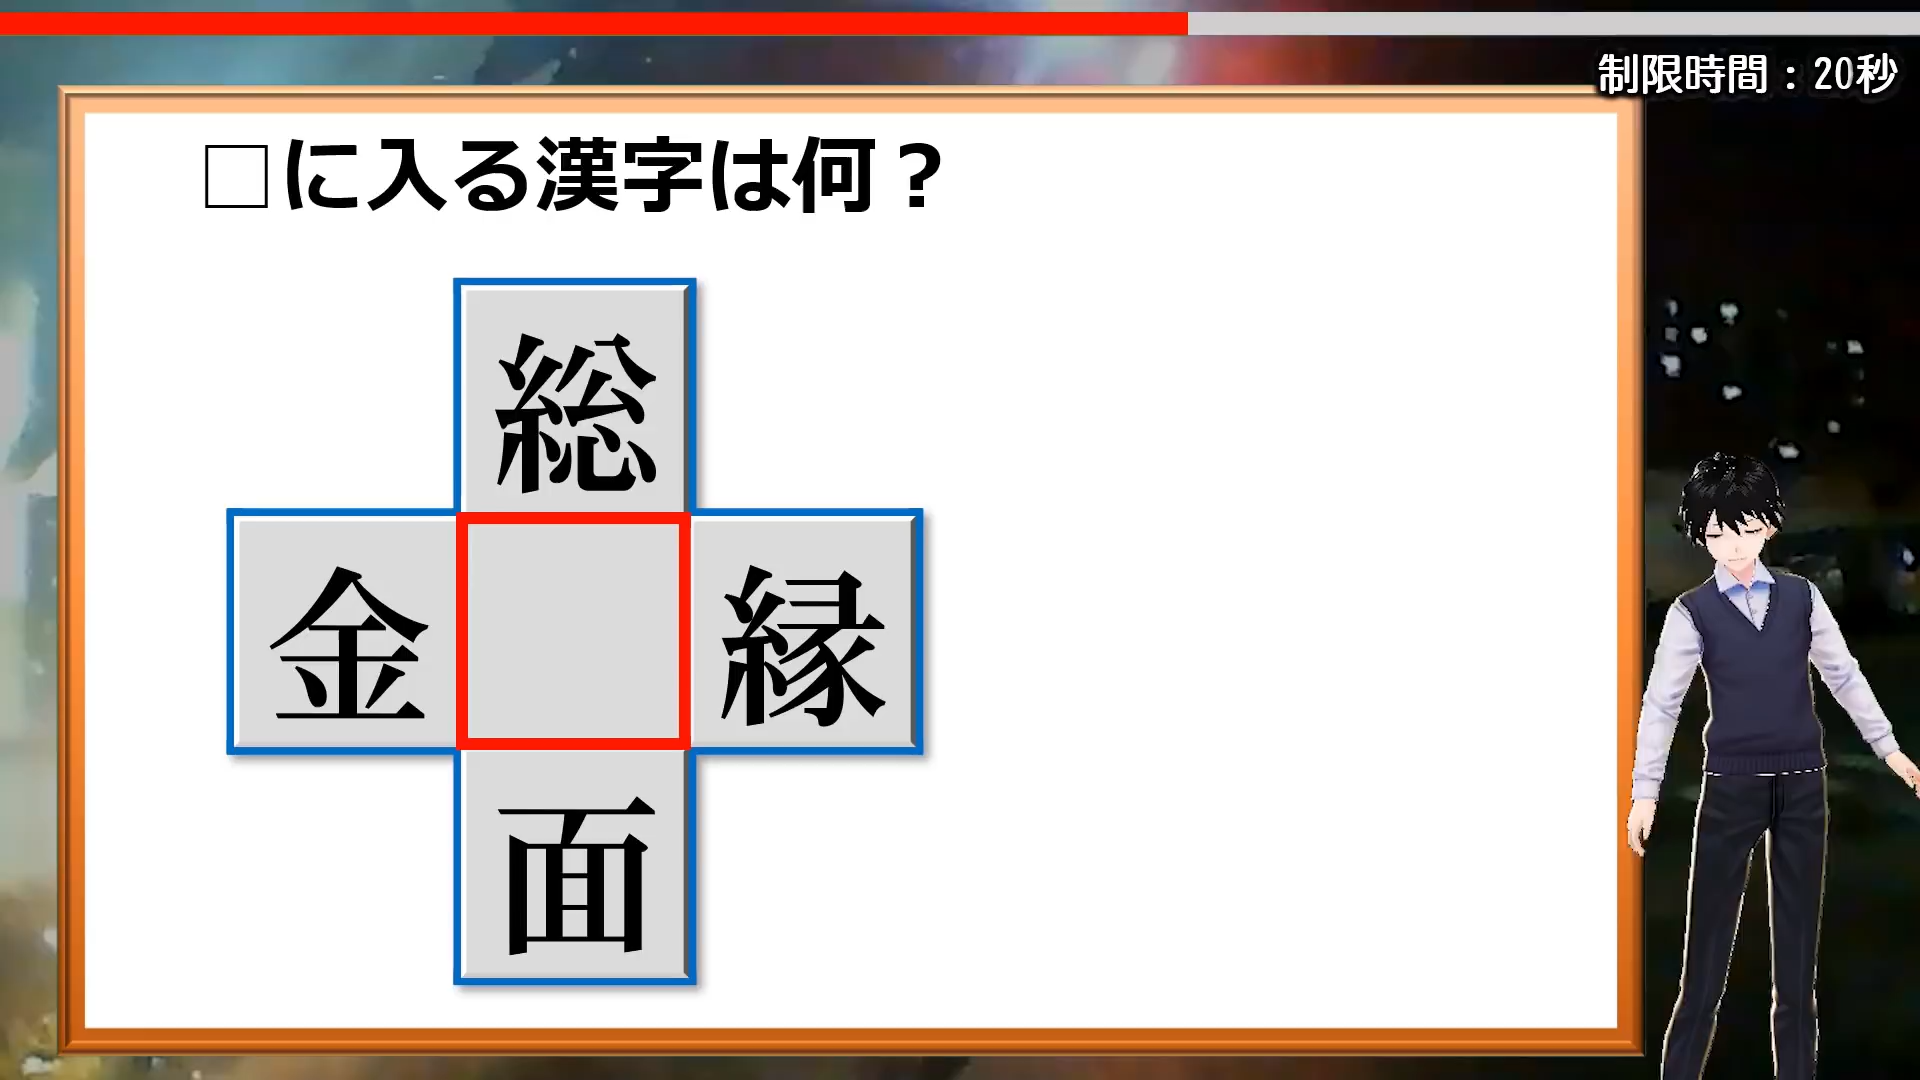 制限時間：20秒
□に入る漢字は何？
総
金 縁
面